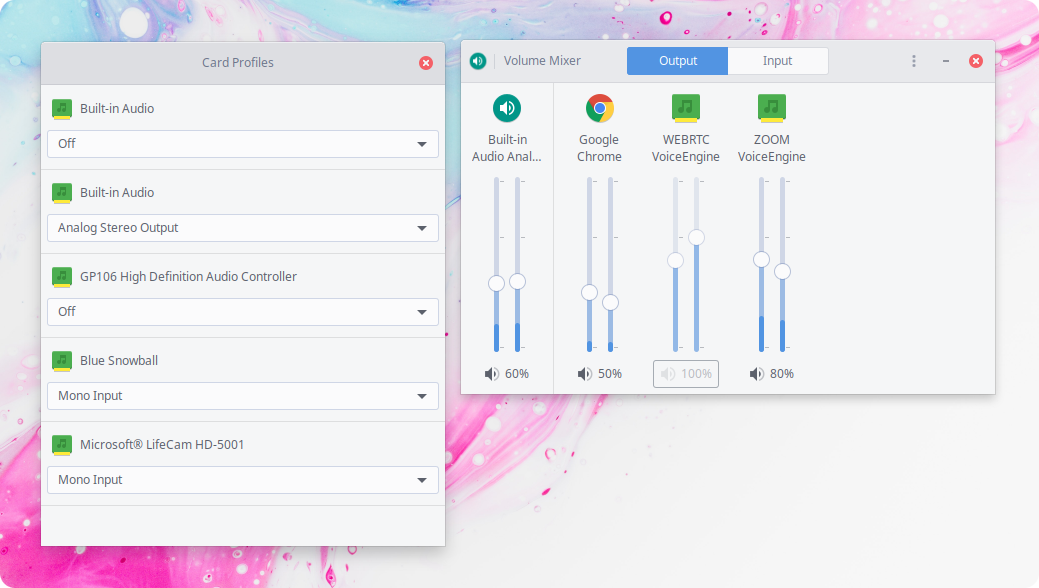 Card Profiles
Built-in Audio
Off
Built-in Audio
Analog Stereo Output
GP106 High Definition Audio Controller
Off
Blue Snowball
Mono Input
Microsoft® LifeCam HD-5001
Mono Input
Volume Mixer
Output
Input
Built-in
Audio Anal...
Google
Chrome
WEBRTC
VoiceEngine
ZOOM
VoiceEngine
60%
50%
100%
80%